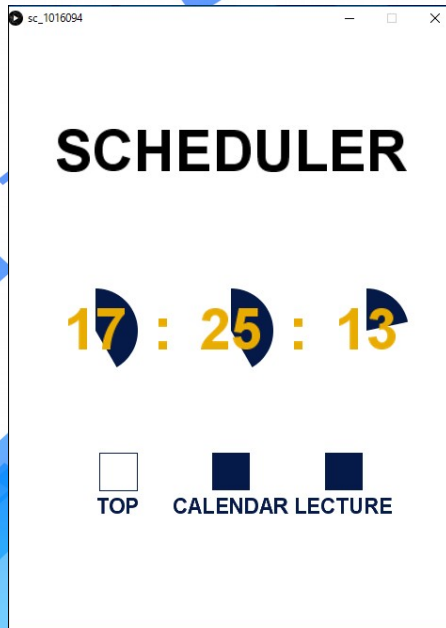 sc_1016094
SCHEDULER
17 : 25 : 13
TOP CALENDAR LECTURE